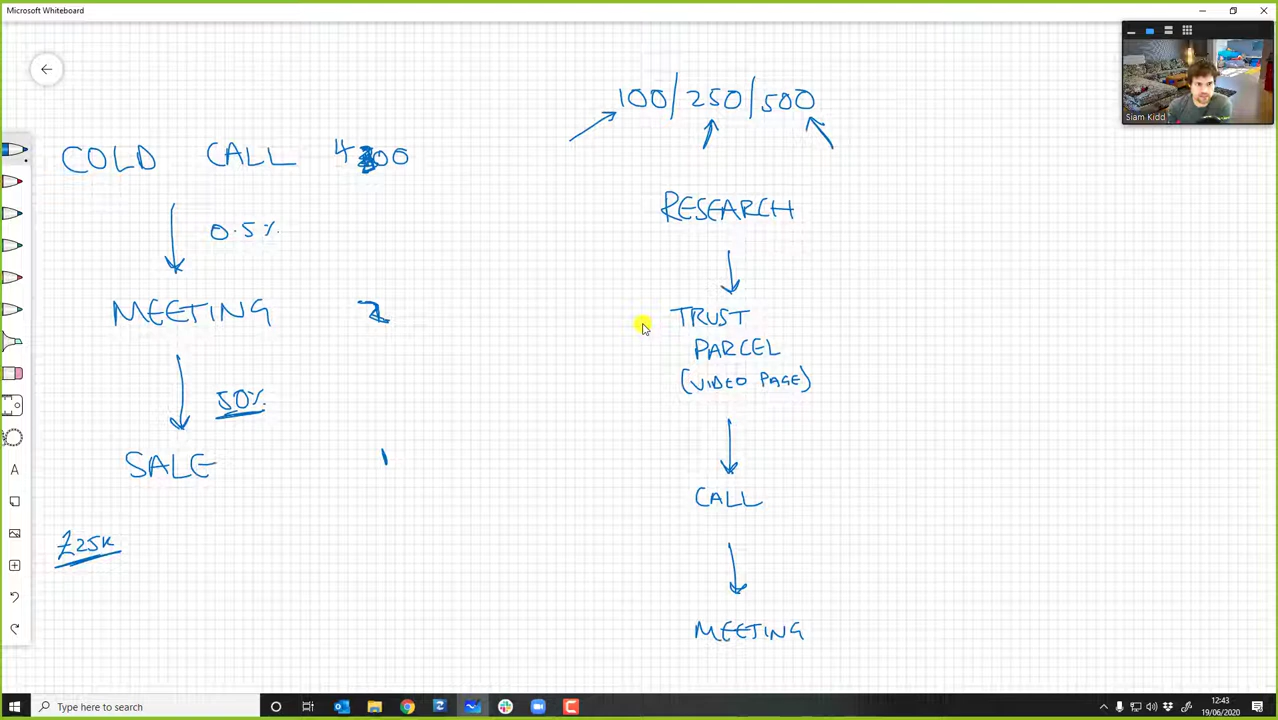 Microsoft Whiteboard
Siam Kidd
COLD CALL 400
0.5%
MEETING 2
50%
SALE 1
£25K
100/250/500
RESEARCH
TRUST
PARCEL
(VIDEO PAGE)
CALL
MEETING
Type here to search
12:43
19/06/2020